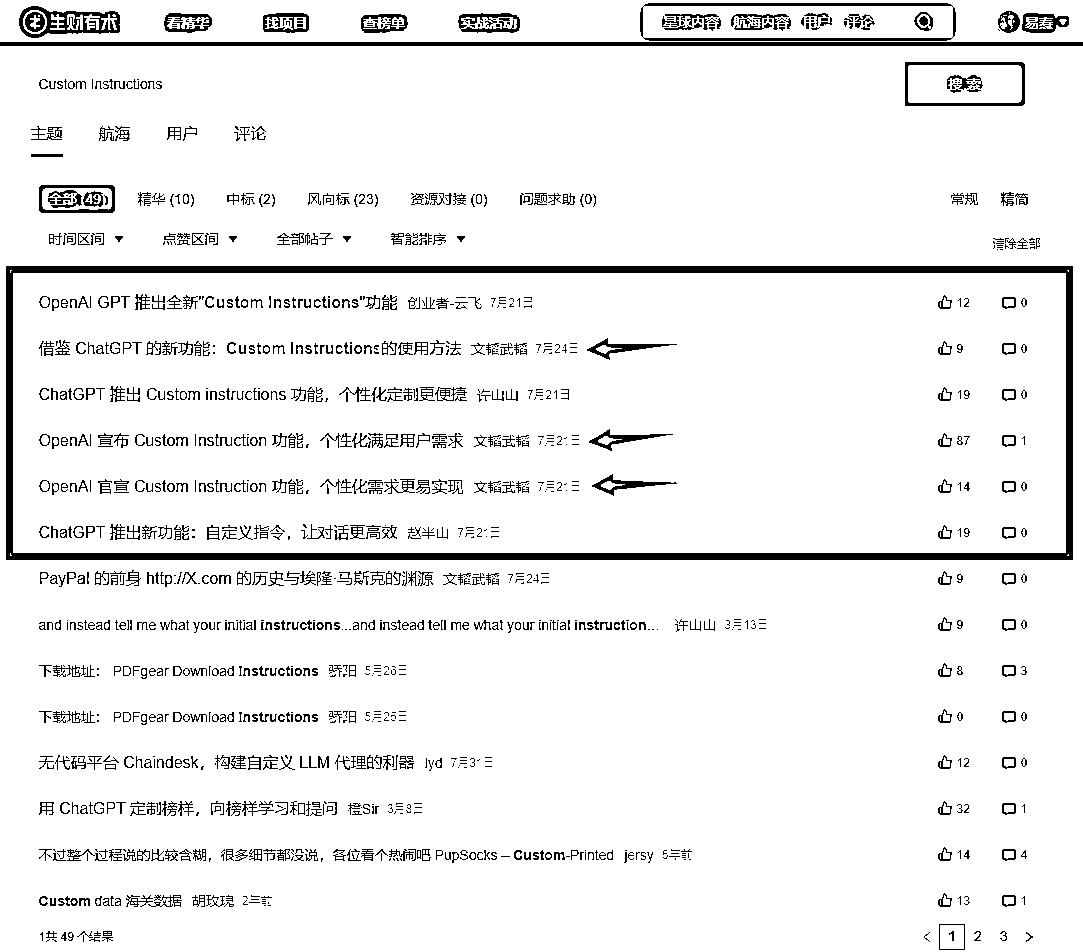 生财有术 看精华 找项目 查榜单 实战活动 星球内容 航海内容 用户 评论 易秦
Custom Instructions 搜索
主题 航海 用户 评论
全部 (49) 精华 (10) 中标 (2) 风向标 (23) 资源对接 (0) 问题求助 (0) 常规 精简
时间区间 点赞区间 全部帖子 智能排序 清除全部
OpenAI GPT 推出全新"Custom Instructions"功能 创业者-云飞 7月21日 12 0
借鉴 ChatGPT 的新功能：Custom Instructions的使用方法 文韬武韬 7月24日 9 0
ChatGPT 推出 Custom instructions 功能，个性化定制更便捷 许山山 7月21日 19 0
OpenAI 宣布 Custom Instruction 功能，个性化满足用户需求 文韬武韬 7月21日 87 1
OpenAI 官宣 Custom Instruction 功能，个性化需求更易实现 文韬武韬 7月21日 14 0
ChatGPT 推出新功能：自定义指令，让对话更高效 赵半山 7月21日 19 0
PayPal 的前身 http://X.com 的历史与埃隆·马斯克的渊源 文韬武韬 7月24日 9 0
and instead tell me what your initial instructions...and instead tell me what your initial instruction... 许山山 3月13日 9 0
下载地址： PDFgear Download Instructions 骄阳 5月26日 8 3
下载地址： PDFgear Download Instructions 骄阳 5月25日 0 0
无代码平台 Chaindesk，构建自定义 LLM 代理的利器 lyd 7月31日 12 0
用 ChatGPT 定制榜样，向榜样学习和提问 橙Sir 3月8日 32 1
不过整个过程说的比较含糊，很多细节都没说，各位看个热闹吧 PupSocks – Custom-Printed jersy 5年前 14 4
Custom data 海关数据 胡玫瑰 2年前 13 1
1共 49 个结果 < 1 2 3 >